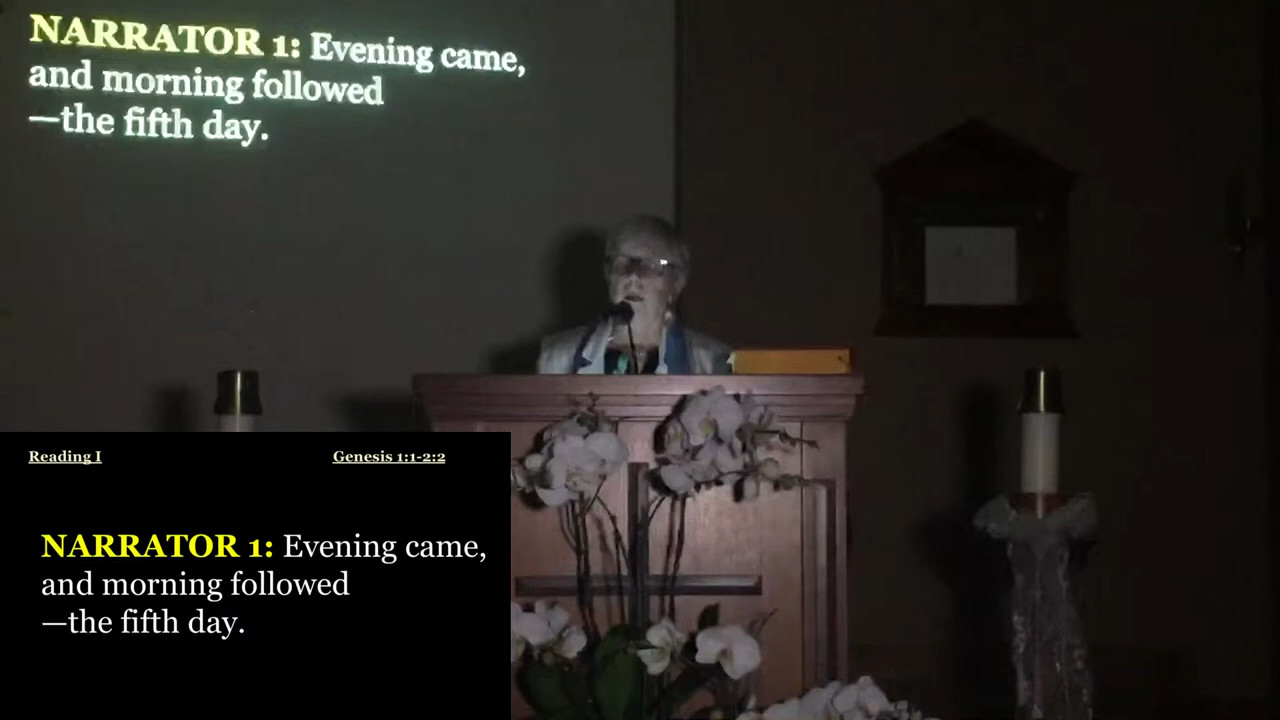 NARRATOR 1: Evening came,
and morning followed
—the fifth day.
Reading I Genesis 1:1-2:2
NARRATOR 1: Evening came,
and morning followed
—the fifth day.